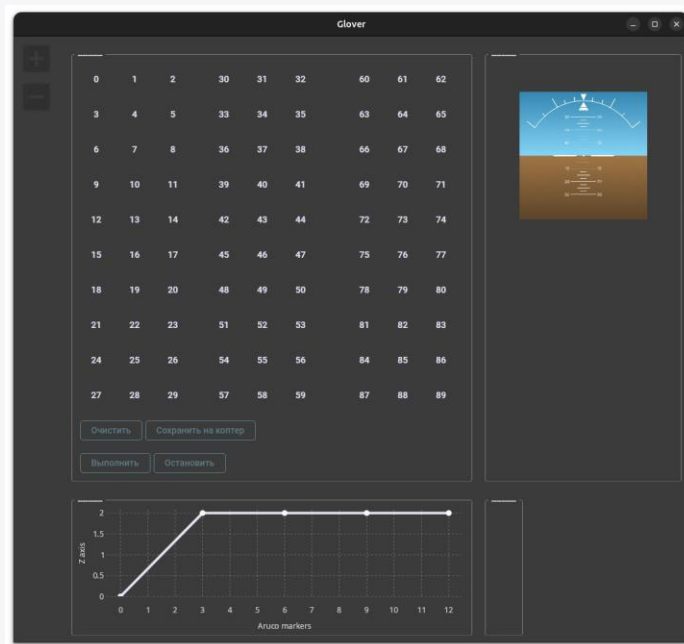 Glover
0 1 2 30 31 32 60 61 62
3 4 5 33 34 35 63 64 65
6 7 8 36 37 38 66 67 68
9 10 11 39 40 41 69 70 71
12 13 14 42 43 44 72 73 74
15 16 17 45 46 47 75 76 77
18 19 20 48 49 50 78 79 80
21 22 23 51 52 53 81 82 83
24 25 26 54 55 56 84 85 86
27 28 29 57 58 59 87 88 89
Очистить Сохранить на коптер
Выполнить Остановить
2
1.5
1
0.5
0
Z axis
0 1 2 3 4 5 6 7 8 9 10 11 12
Aruco markers